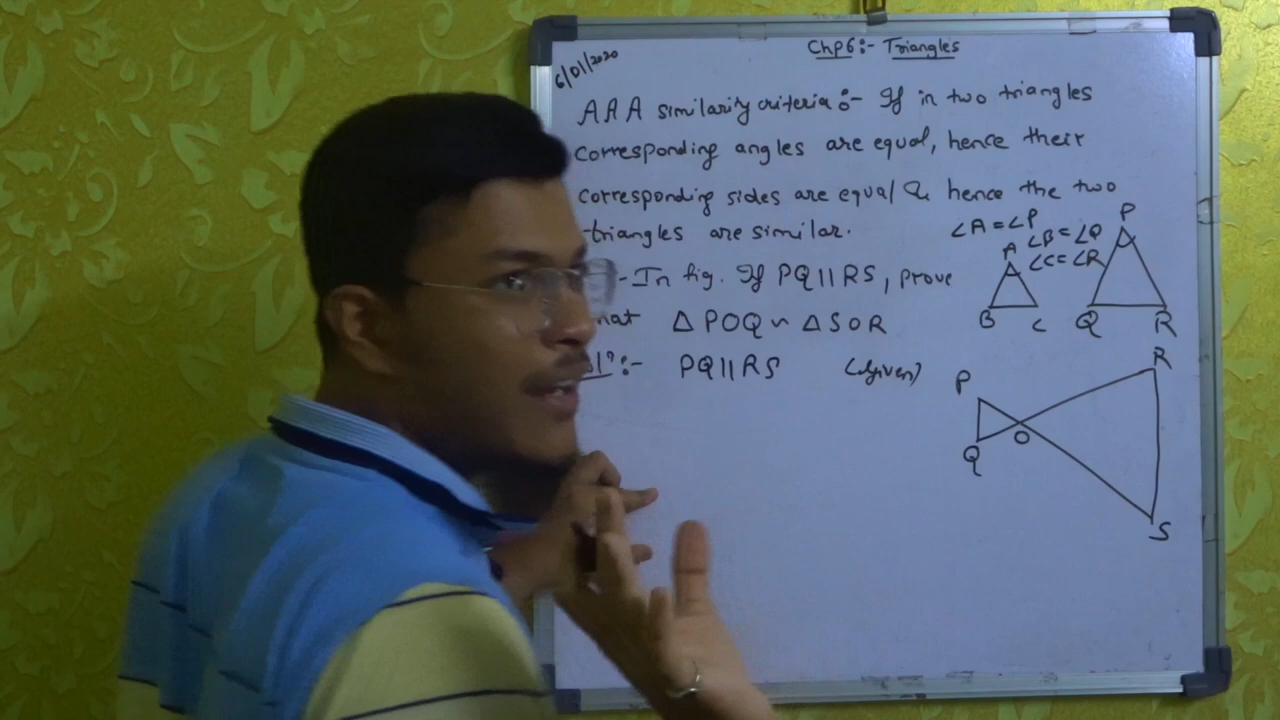 Chp 6:- Triangles
6/01/2020
AAA similarity criteria :- If in two triangles
corresponding angles are equal, hence their
corresponding sides are equal & hence the two
triangles are similar.
∠A = ∠P
∠B = ∠Q
∠C = ∠R
A
B
C
P
Q
R
- In fig. If PQ || RS, prove
△ POQ ~ △ SOR
:- PQ || RS (given)
P
Q
O
R
S